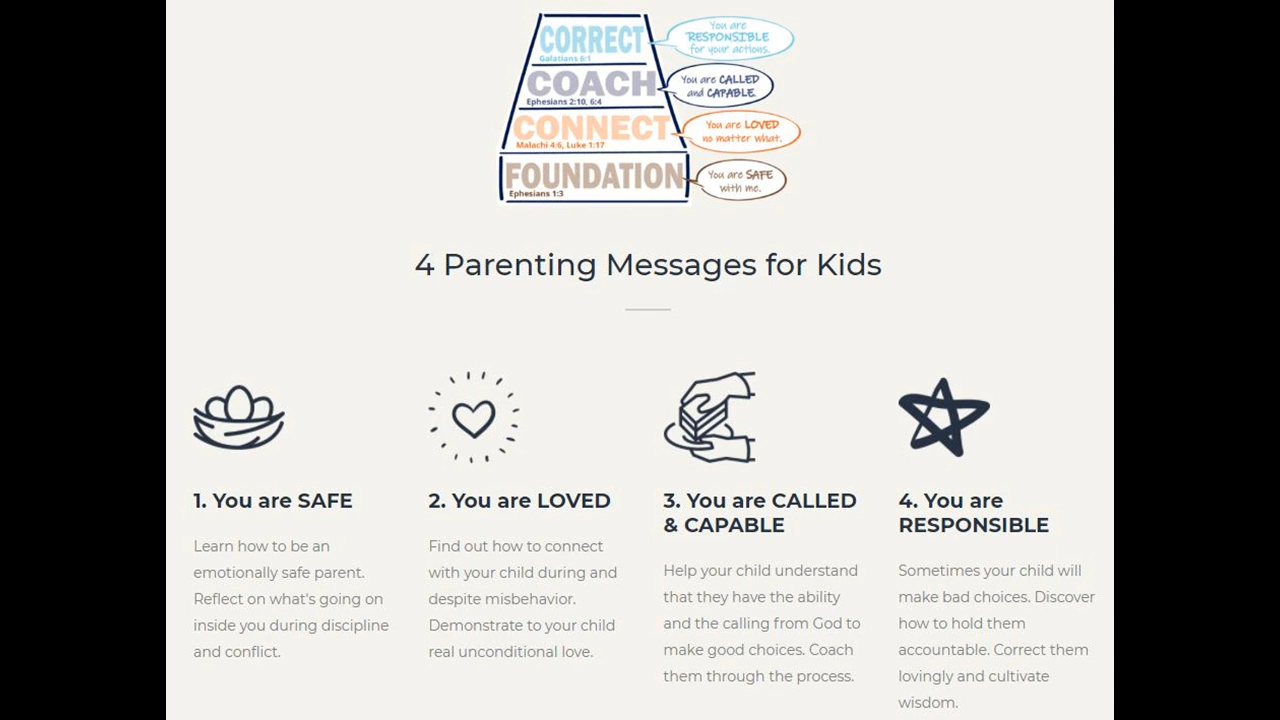 CORRECT
Galatians 6:1
You are
RESPONSIBLE
for your actions.
COACH
Ephesians 2:10, 6:4
You are CALLED
and CAPABLE.
CONNECT
Malachi 4:6, Luke 1:17
You are LOVED
no matter what.
FOUNDATION
Ephesians 1:3
You are SAFE
with me.
4 Parenting Messages for Kids
1. You are SAFE
Learn how to be an
emotionally safe parent.
Reflect on what's going on
inside you during discipline
and conflict.
2. You are LOVED
Find out how to connect
with your child during and
despite misbehavior.
Demonstrate to your child
real unconditional love.
3. You are CALLED
& CAPABLE
Help your child understand
that they have the ability
and the calling from God to
make good choices. Coach
them through the process.
4. You are
RESPONSIBLE
Sometimes your child will
make bad choices. Discover
how to hold them
accountable. Correct them
lovingly and cultivate
wisdom.